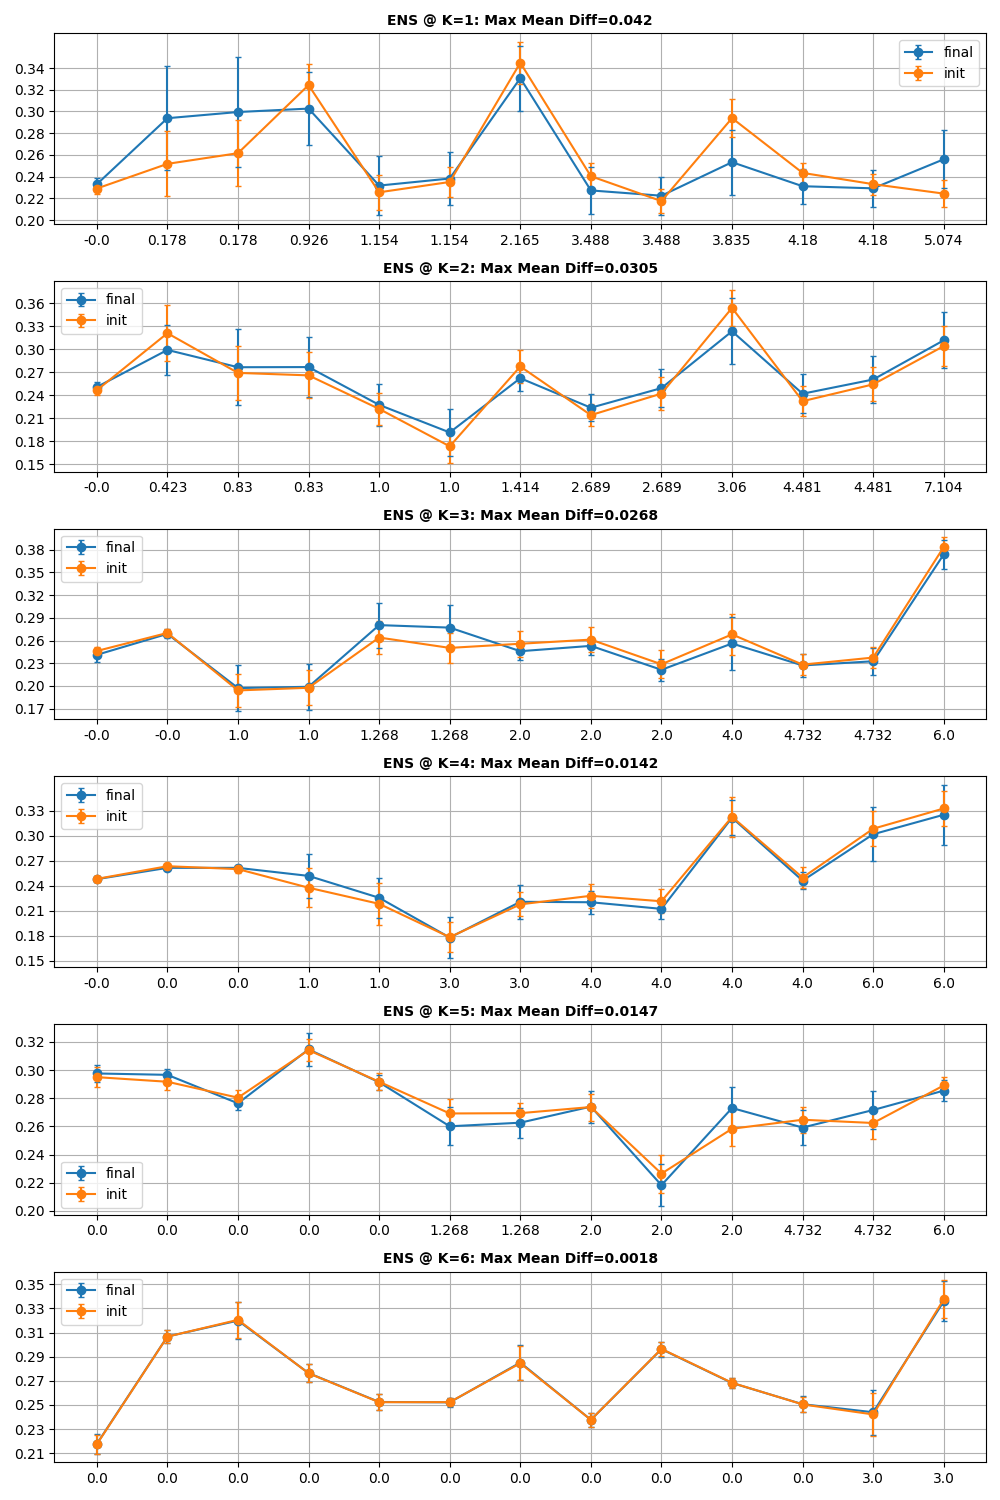 ENS @ K=1: Max Mean Diff=0.042
final
init
0.34
0.32
0.30
0.28
0.26
0.24
0.22
0.20
-0.0 0.178 0.178 0.926 1.154 1.154 2.165 3.488 3.488 3.835 4.18 4.18 5.074
ENS @ K=2: Max Mean Diff=0.0305
final
init
0.36
0.33
0.30
0.27
0.24
0.21
0.18
0.15
-0.0 0.423 0.83 0.83 1.0 1.0 1.414 2.689 2.689 3.06 4.481 4.481 7.104
ENS @ K=3: Max Mean Diff=0.0268
final
init
0.38
0.35
0.32
0.29
0.26
0.23
0.20
0.17
-0.0 -0.0 1.0 1.0 1.268 1.268 2.0 2.0 2.0 4.0 4.732 4.732 6.0
ENS @ K=4: Max Mean Diff=0.0142
final
init
0.33
0.30
0.27
0.24
0.21
0.18
0.15
-0.0 0.0 0.0 1.0 1.0 3.0 3.0 4.0 4.0 4.0 4.0 6.0 6.0
ENS @ K=5: Max Mean Diff=0.0147
0.32
0.30
0.28
0.26
0.24
0.22
0.20
final
init
0.0 0.0 0.0 0.0 0.0 1.268 1.268 2.0 2.0 2.0 4.732 4.732 6.0
ENS @ K=6: Max Mean Diff=0.0018
final
init
0.35
0.33
0.31
0.29
0.27
0.25
0.23
0.21
0.0 0.0 0.0 0.0 0.0 0.0 0.0 0.0 0.0 0.0 0.0 3.0 3.0